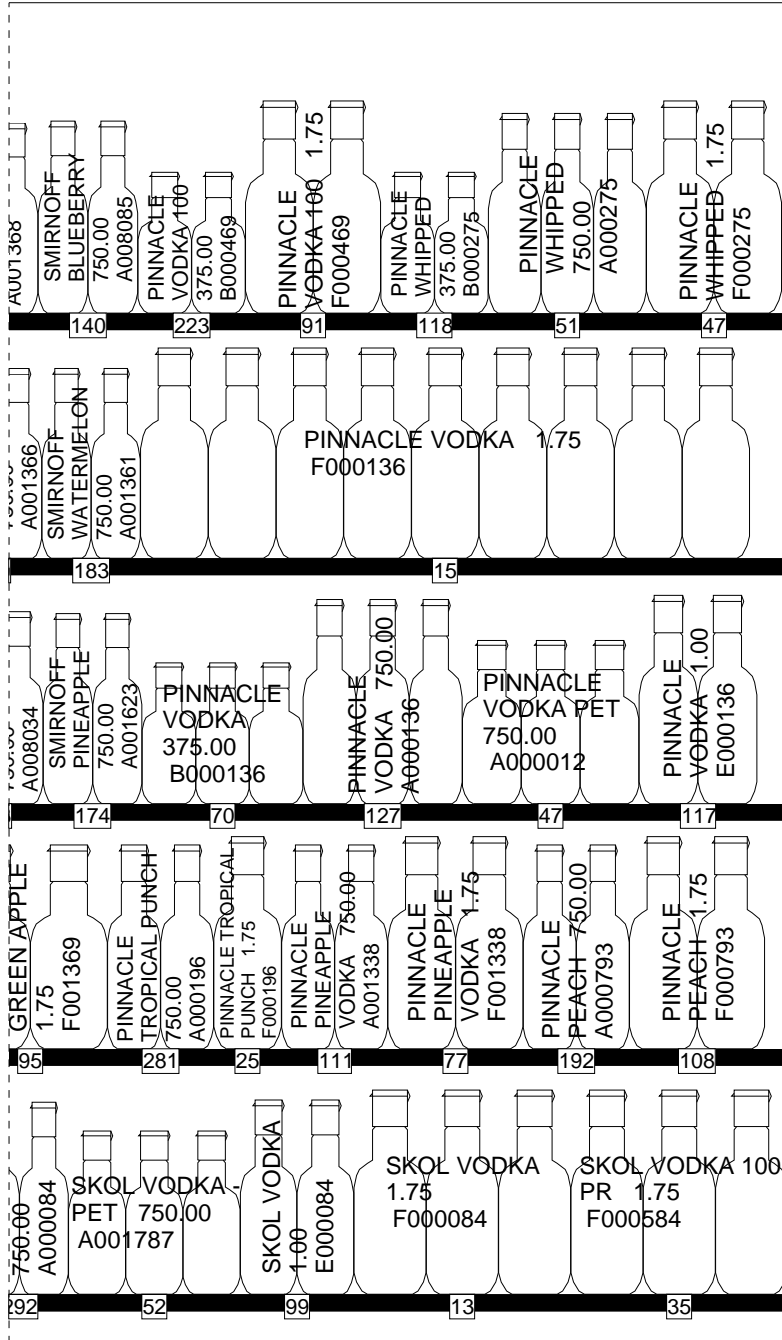 A001368
SMIRNOFF
BLUEBERRY
750.00
A008085
PINNACLE
VODKA 100
375.00
B000469
PINNACLE
VODKA 100 1.75
F000469
PINNACLE
WHIPPED
375.00
B000275
PINNACLE
WHIPPED
750.00
A000275
PINNACLE
WHIPPED 1.75
F000275
140
223
91
118
51
47
A001366
SMIRNOFF
WATERMELON
750.00
A001361
PINNACLE VODKA 1.75
F000136
183
15
A008034
SMIRNOFF
PINEAPPLE
750.00
A001623
PINNACLE
VODKA
375.00
B000136
PINNACLE
VODKA 750.00
A000136
PINNACLE
VODKA PET
750.00
A000012
PINNACLE
VODKA 1.00
E000136
174
70
127
47
117
GREEN APPLE
1.75
F001369
PINNACLE
TROPICAL PUNCH
750.00
A000196
PINNACLE TROPICAL
PUNCH 1.75
F000196
PINNACLE
PINEAPPLE
VODKA 750.00
A001338
PINNACLE
PINEAPPLE
VODKA 1.75
F001338
PINNACLE
PEACH 750.00
A000793
PINNACLE
PEACH 1.75
F000793
95
281
25
111
77
192
108
750.00
A000084
SKOL VODKA -
PET 750.00
A001787
SKOL VODKA
1.00
E000084
SKOL VODKA
1.75
F000084
SKOL VODKA 100
PR 1.75
F000584
292
52
99
13
35